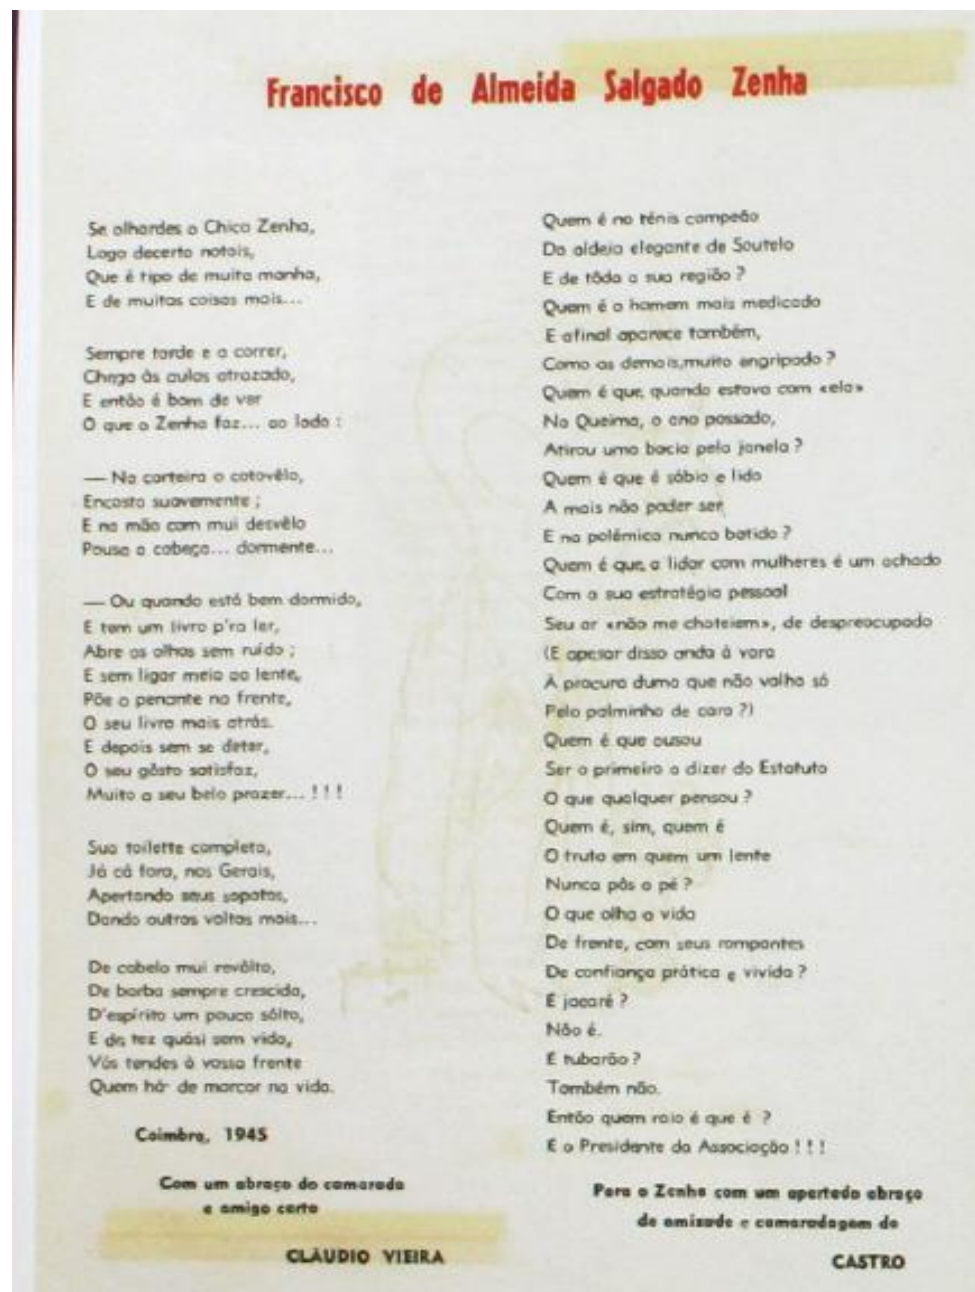 Francisco de Almeida Salgado Zenha
Se olhardes o Chico Zenha,
Logo decerto notais,
Que é tipo de muita manha,
E de muitas coisas mais...
Sempre tarde e a correr,
Chega às aulas atrazado,
E então é bom de ver
O que o Zenha faz... ao lado :
— Na carteira o cotovêlo,
Encosta suavemente ;
E na mão com mui desvêlo
Pousa a cabeça... dormente...
— Ou quando está bem dormido,
E tem um livro p'ra ler,
Abre os olhos sem ruído ;
E sem ligar meia ao lente,
Põe o penante na frente,
O seu livro mais atrás.
E depois sem se deter,
O seu gôsto satisfaz,
Muito a seu belo prazer... ! ! !
Sua toilette completa,
Já cá fora, nos Gerais,
Apertando seus sapatos,
Dando outras voltas mais...
De cabelo mui revôlto,
De barba sempre crescida,
D'espírito um pouco sôlto,
E de tez quási sem vida,
Vós tendes à vossa frente
Quem há- de marcar na vida.
Coimbra, 1945
Com um abraço do camarada
e amigo certo
CLÁUDIO VIEIRA
Quem é no ténis campeão
Da aldeia elegante de Soutelo
E de tôda a sua região ?
Quem é o homem mais medicado
E afinal aparece também,
Como os demais,muito engripado ?
Quem é que, quando estava com «ela»
Na Queima, o ano passado,
Atirou uma bacia pela janela ?
Quem é que é sábio e lido
A mais não poder ser,
E na polémica nunca batido ?
Quem é que, a lidar com mulheres é um achado
Com a sua estratégia pessoal
Seu ar «não me chateiem», de despreocupado
(E apesar disso anda à vara
À procura duma que não valha só
Pelo palminho de cara ?)
Quem é que ousou
Ser o primeiro a dizer do Estatuto
O que qualquer pensou ?
Quem é, sim, quem é
O truta em quem um lente
Nunca pôs o pé ?
O que olha a vida
De frente, com seus rompantes
De confiança prática e vivida ?
É jacaré ?
Não é.
É tubarão ?
Também não.
Então quem raio é que é ?
É o Presidente da Associação ! ! !
Para o Zenha com um apertado abraço
de amizade e camaradagem do
CASTRO